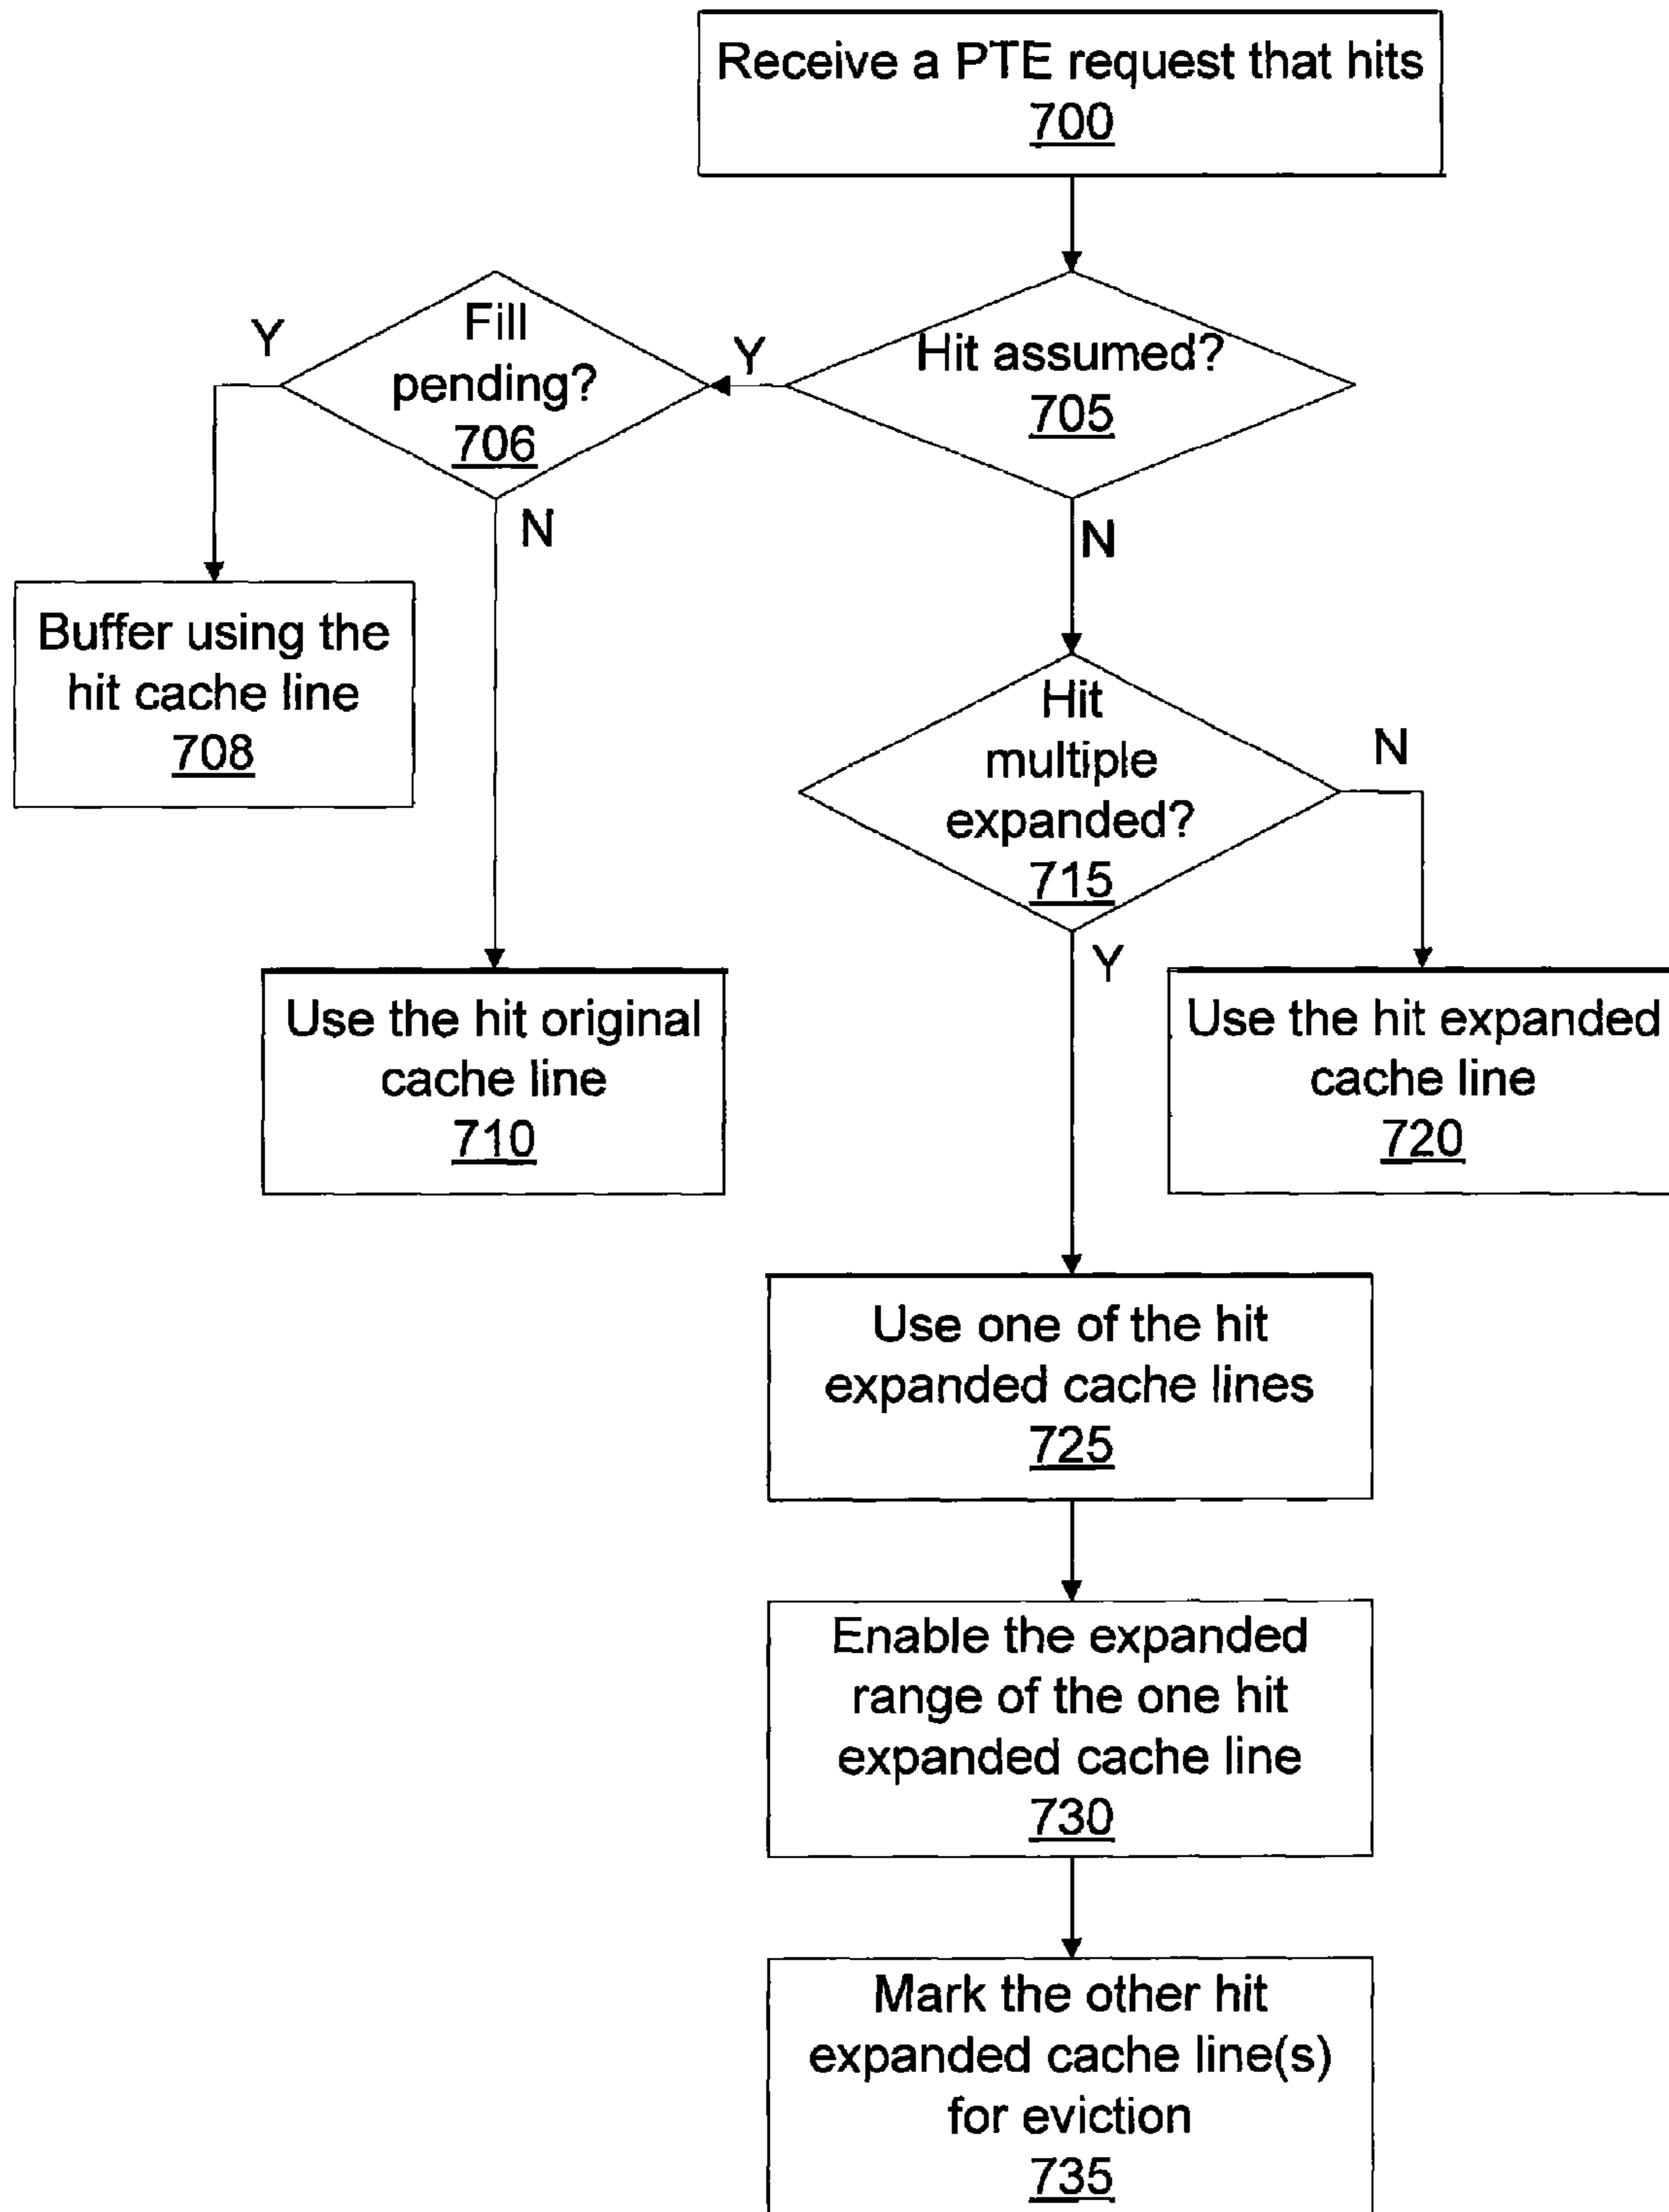 Receive a PTE request that hits
700
Hit assumed?
705
Y
N
Fill
pending?
706
Y
N
Buffer using the
hit cache line
708
Use the hit original
cache line
710
Hit
multiple
expanded?
715
N
Y
Use the hit expanded
cache line
720
Use one of the hit
expanded cache lines
725
Enable the expanded
range of the one hit
expanded cache line
730
Mark the other hit
expanded cache line(s)
for eviction
735